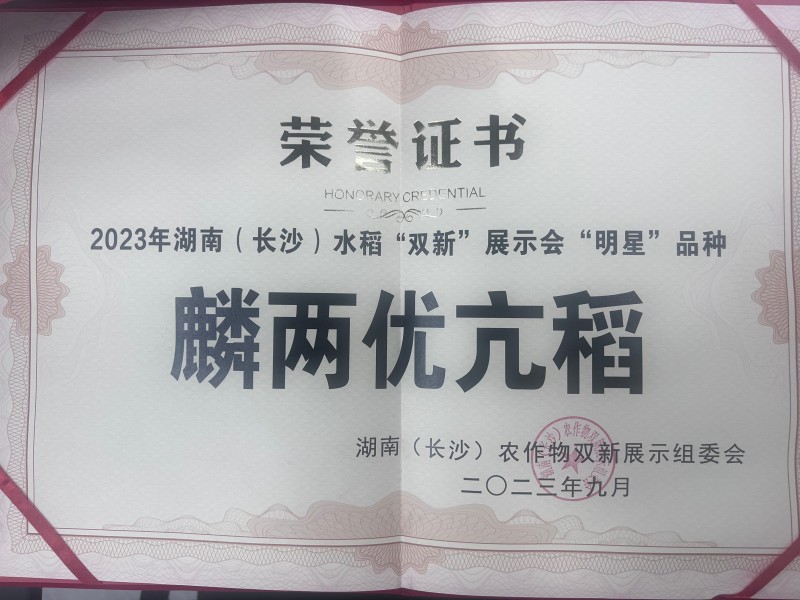 荣誉证书
HONORARY CREDENTIAL
2023年湖南（长沙）水稻“双新”展示会“明星”品种
麟两优亢稻
湖南（长沙）农作物双新展示组委会
二〇二三年九月